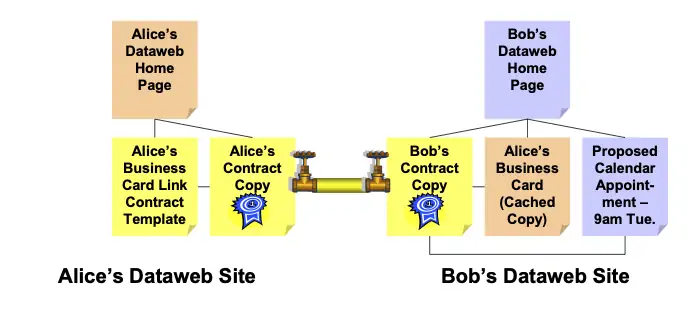 Alice's
Dataweb
Home
Page
Bob's
Dataweb
Home
Page
Alice's
Business
Card Link
Contract
Template
Alice's
Contract
Copy
Bob's
Contract
Copy
Alice's
Business
Card
(Cached
Copy)
Proposed
Calendar
Appoint-
ment –
9am Tue.
Alice's Dataweb Site
Bob's Dataweb Site